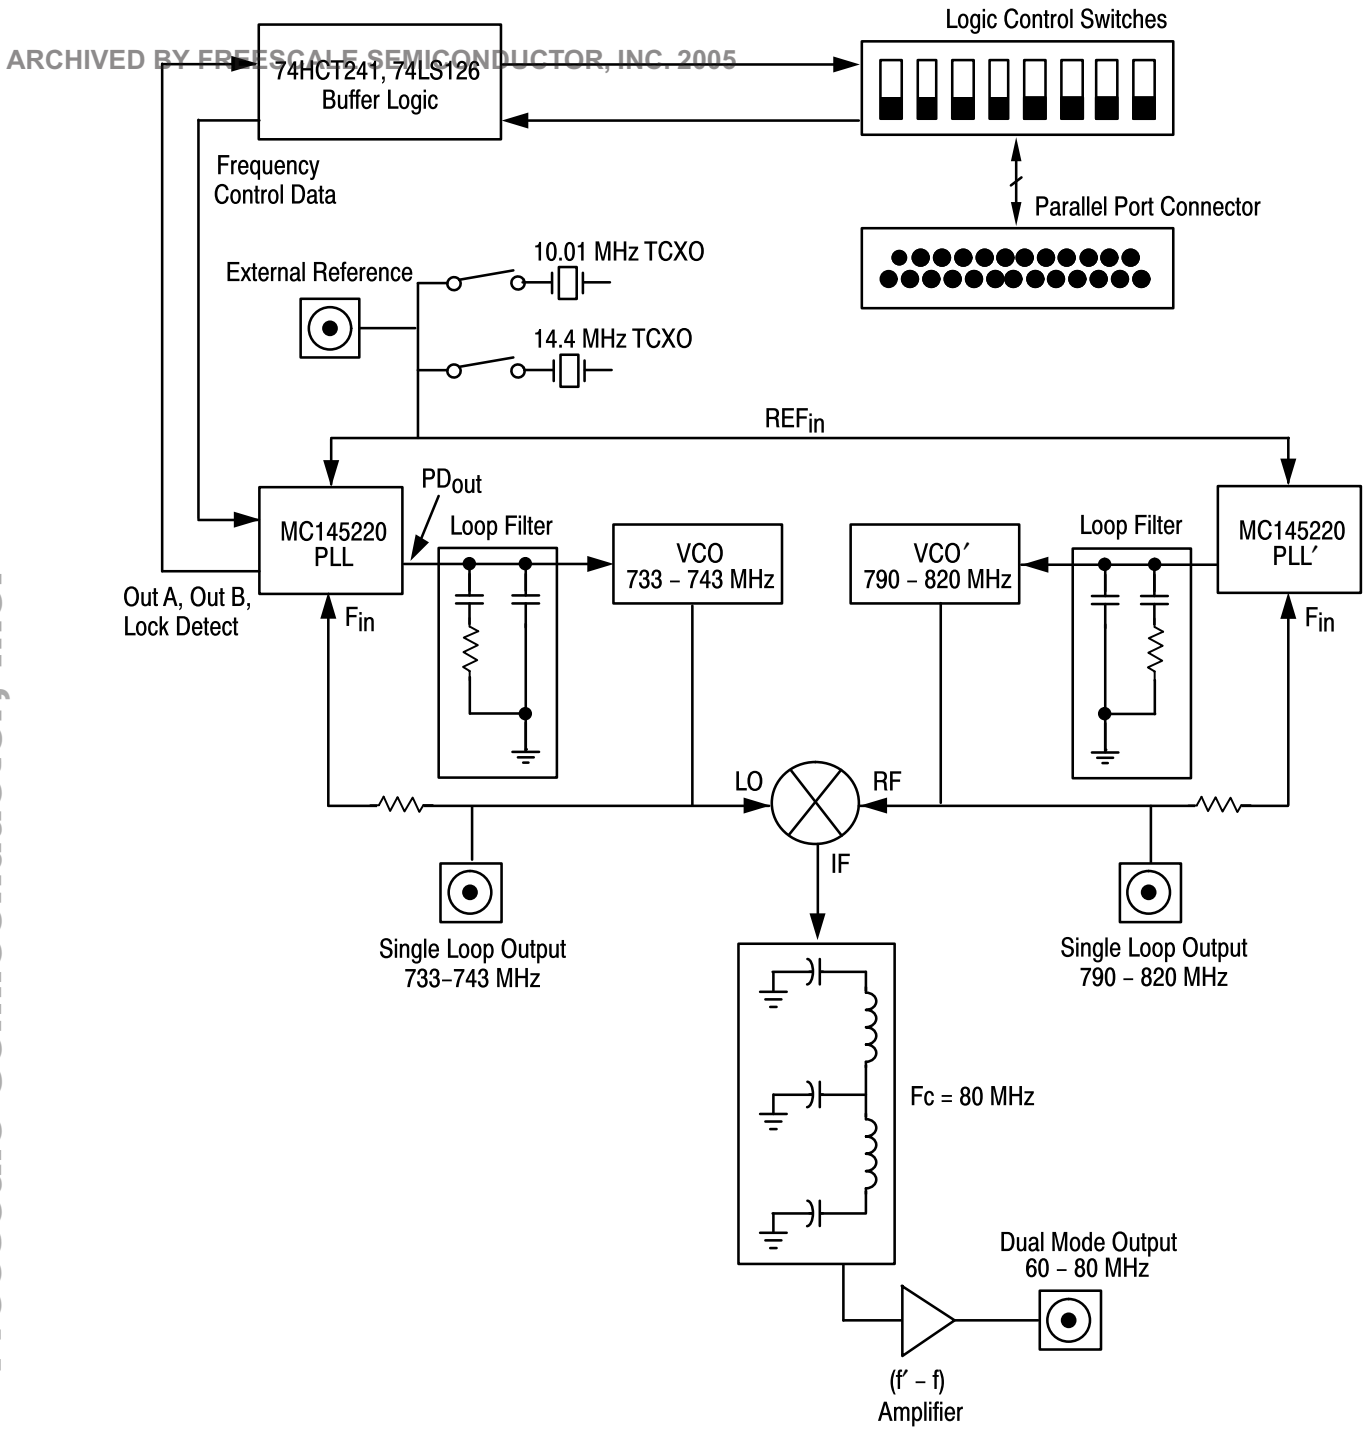 Logic Control Switches
ARCHIVED BY FREESCALE SEMICONDUCTOR, INC. 2005
74HCT241, 74LS126
Buffer Logic
Frequency
Control Data
Parallel Port Connector
External Reference
10.01 MHz TCXO
14.4 MHz TCXO
REFin
PDout
Loop Filter
MC145220
PLL
VCO
733 – 743 MHz
VCO′
790 – 820 MHz
Loop Filter
MC145220
PLL′
Out A, Out B,
Lock Detect
Fin
Fin
LO
RF
IF
Single Loop Output
733–743 MHz
Single Loop Output
790 – 820 MHz
Fc = 80 MHz
Dual Mode Output
60 – 80 MHz
(f′ – f)
Amplifier